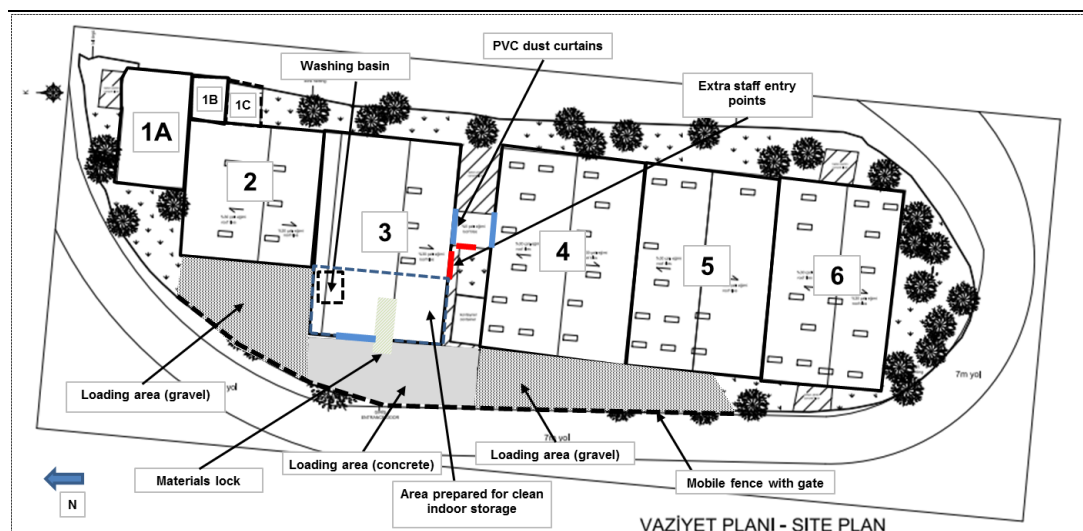 PVC dust curtains
Washing basin
Extra staff entry
points
K
1A
1B
1C
2
3
4
5
6
7m yol
Loading area (gravel)
yol
7m yol
Loading area (concrete)
Loading area (gravel)
Materials lock
Area prepared for clean
indoor storage
Mobile fence with gate
N
VAZİYET PLANI - SITE PLAN